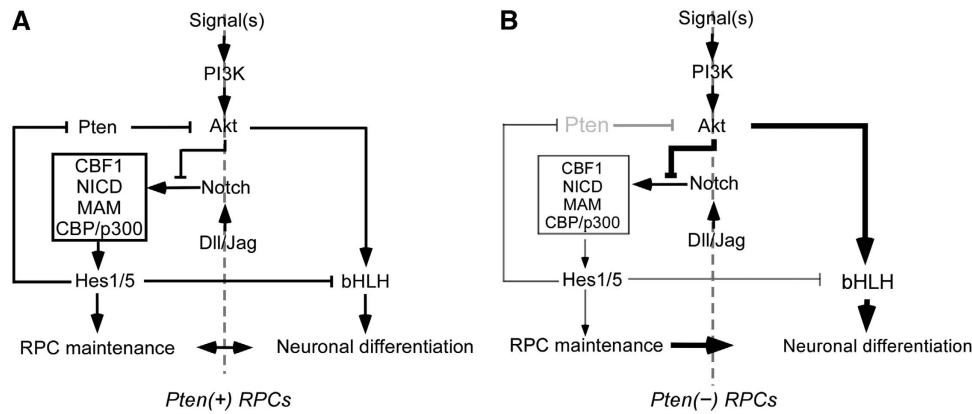 A
Signal(s)
PI3K
Pten
Akt
CBF1
NICD
MAM
CBP/p300
Notch
Dll/Jag
Hes1/5
bHLH
RPC maintenance
Neuronal differentiation
Pten(+) RPCs
B
Signal(s)
PI3K
Pten
Akt
CBF1
NICD
MAM
CBP/p300
Notch
Dll/Jag
Hes1/5
bHLH
RPC maintenance
Neuronal differentiation
Pten(−) RPCs